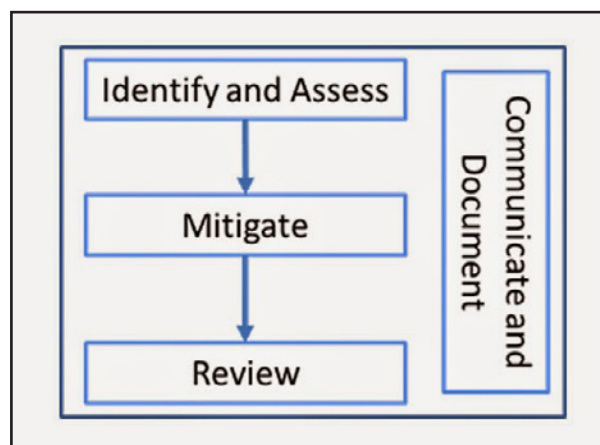 Identify and Assess
Mitigate
Review
Communicate and
Document